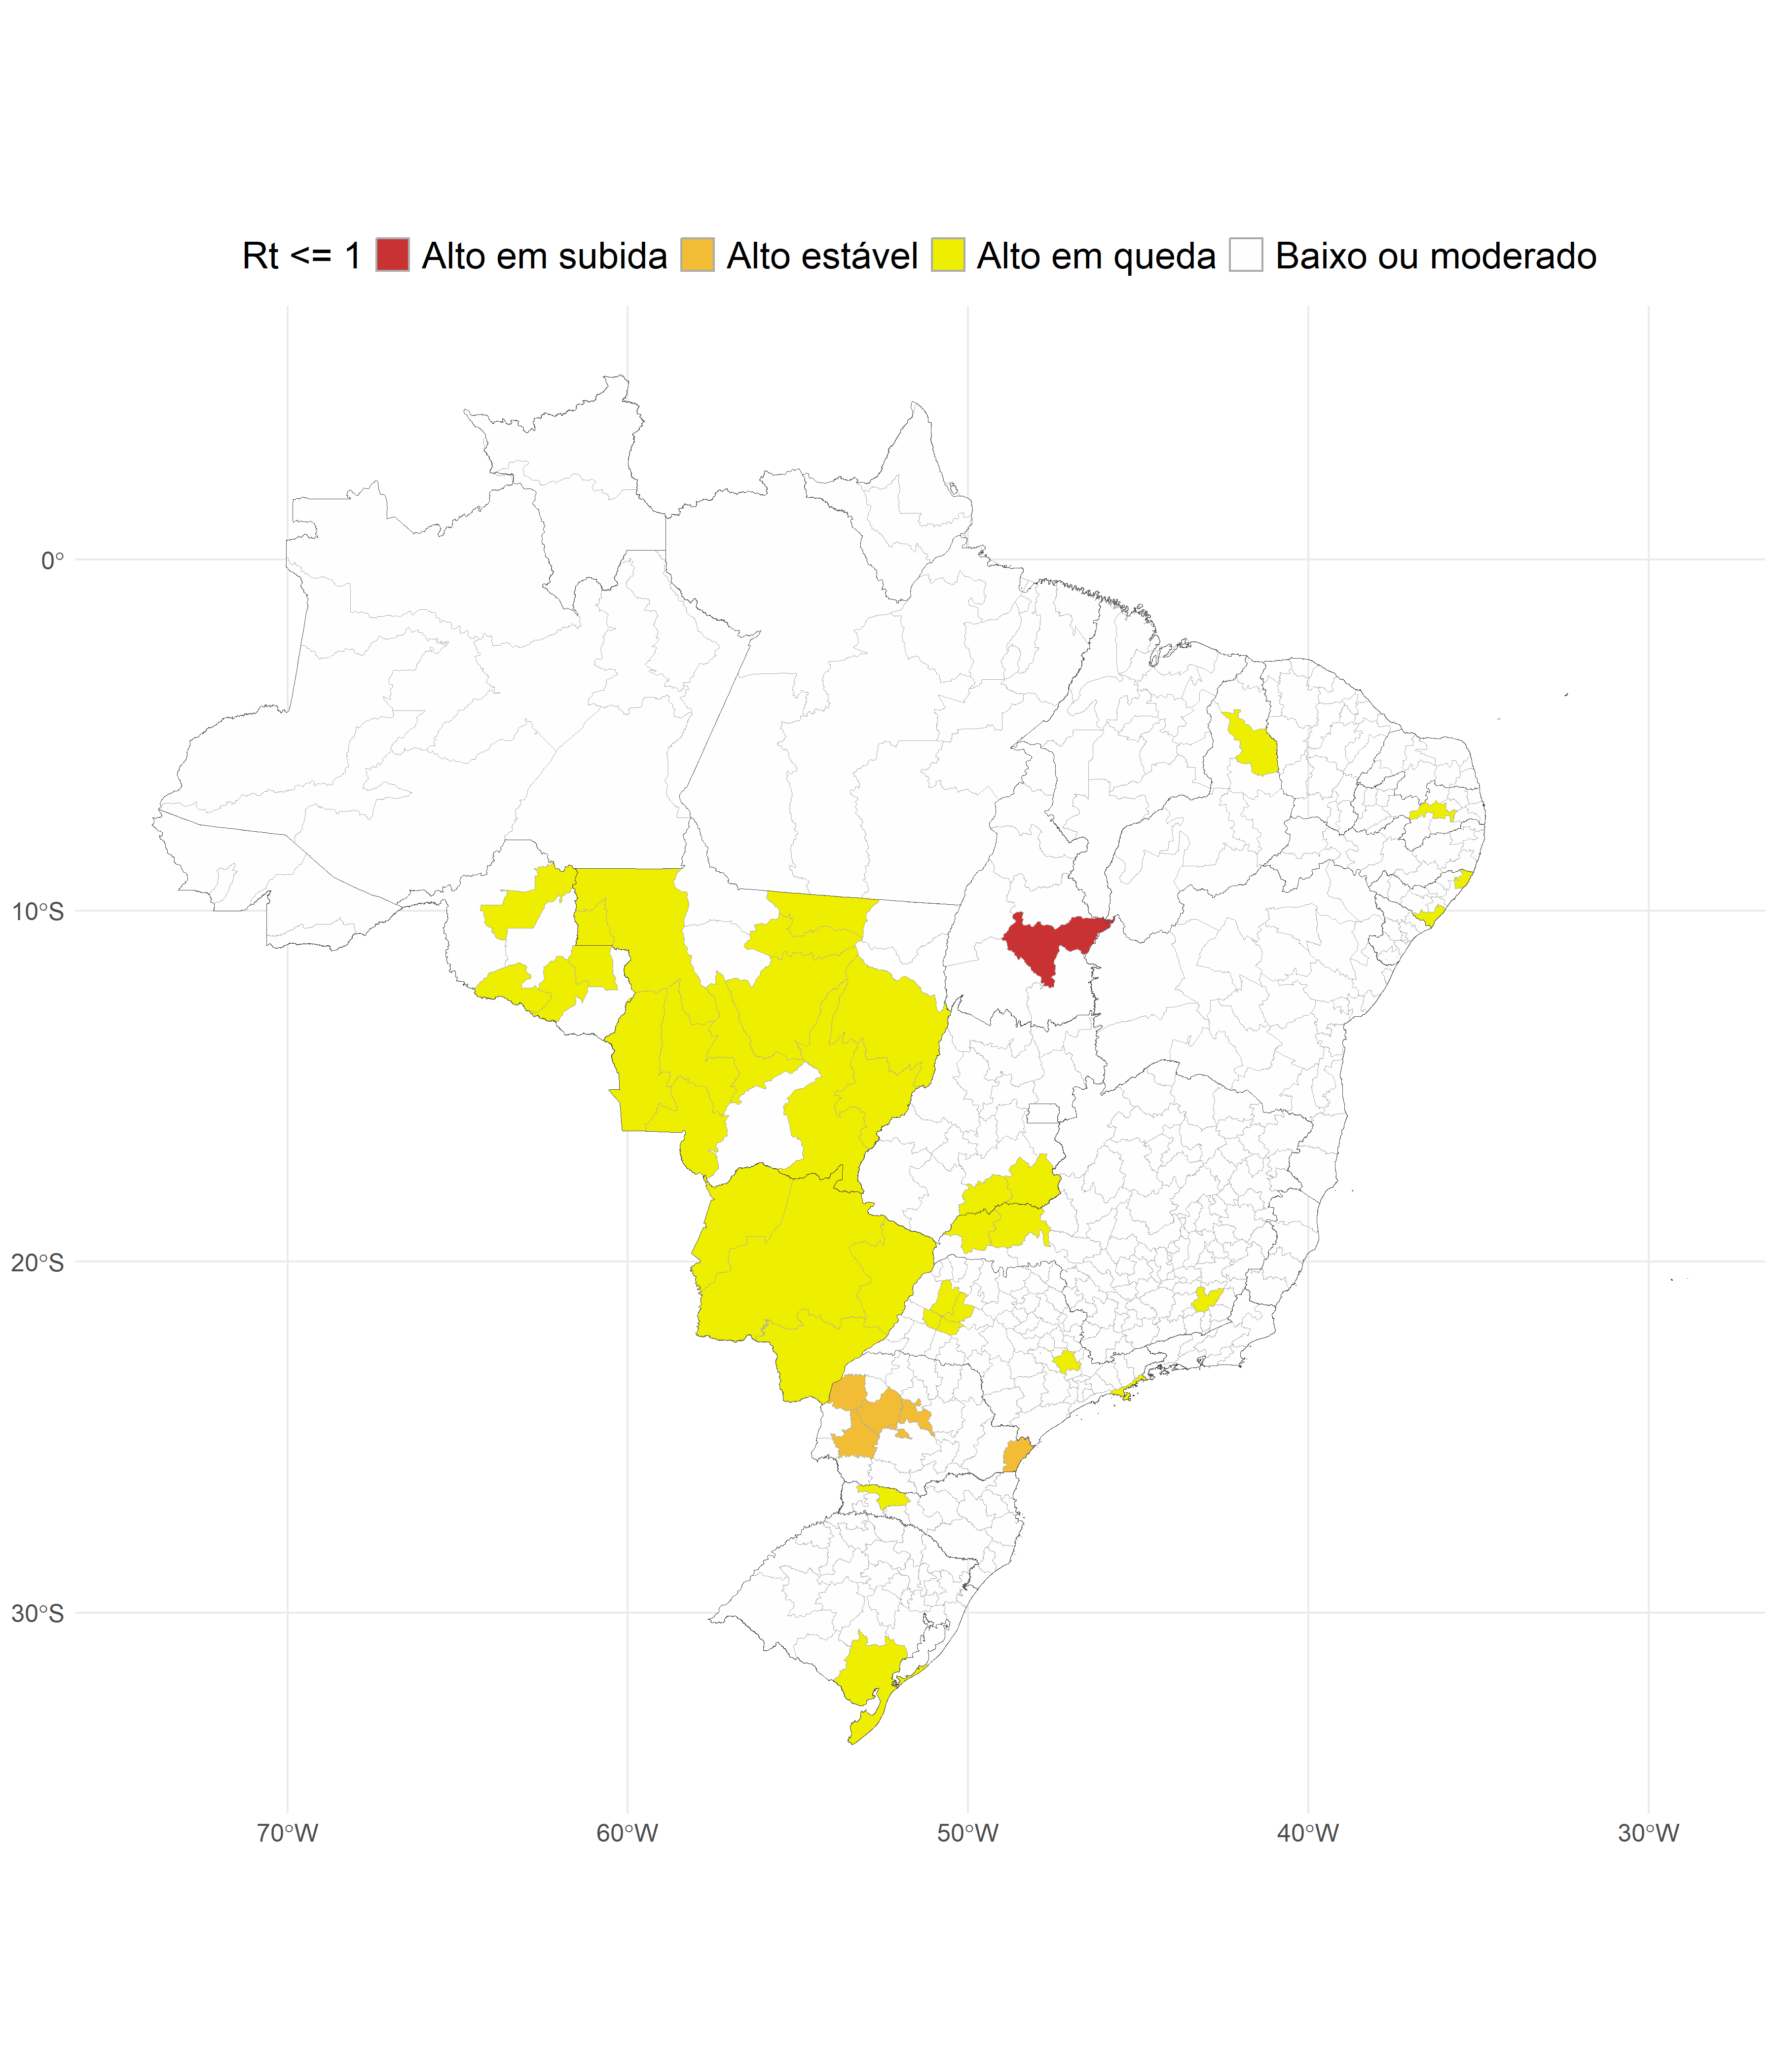 Rt <= 1 Alto em subida Alto estável Alto em queda Baixo ou moderado
0°
10°S
20°S
30°S
70°W 60°W 50°W 40°W 30°W